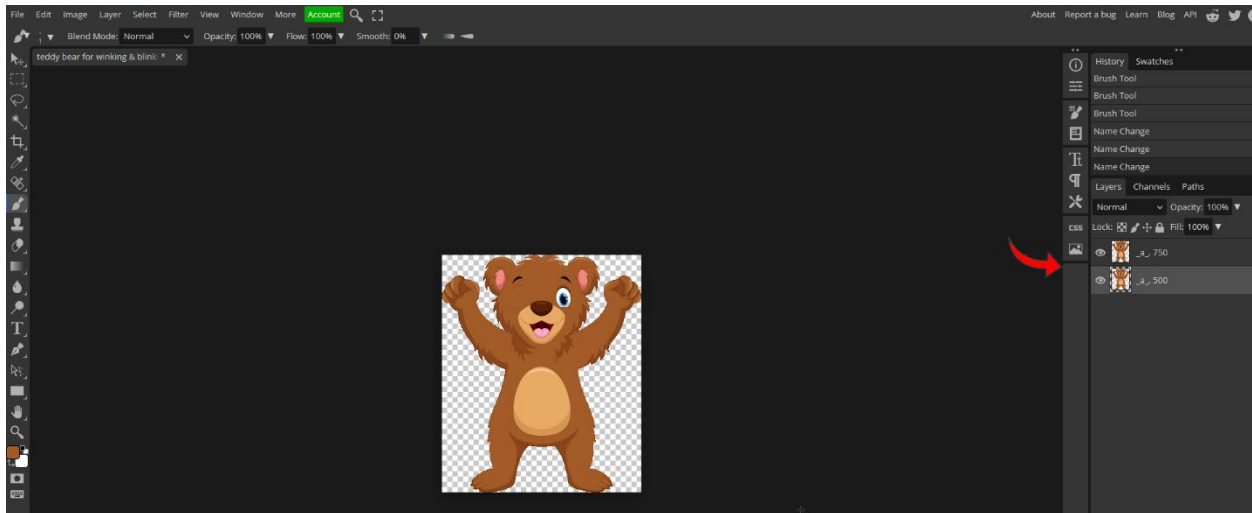 File Edit Image Layer Select Filter View Window More Account
About Report a bug Learn Blog API
Blend Mode: Normal Opacity: 100% Flow: 100% Smooth: 0%
teddy bear for winking & blink *
History Swatches
Brush Tool
Brush Tool
Brush Tool
Name Change
Name Change
Name Change
Layers Channels Paths
Normal Opacity: 100%
CSS Lock: Fill: 100%
_a_, 750
_a_, 500